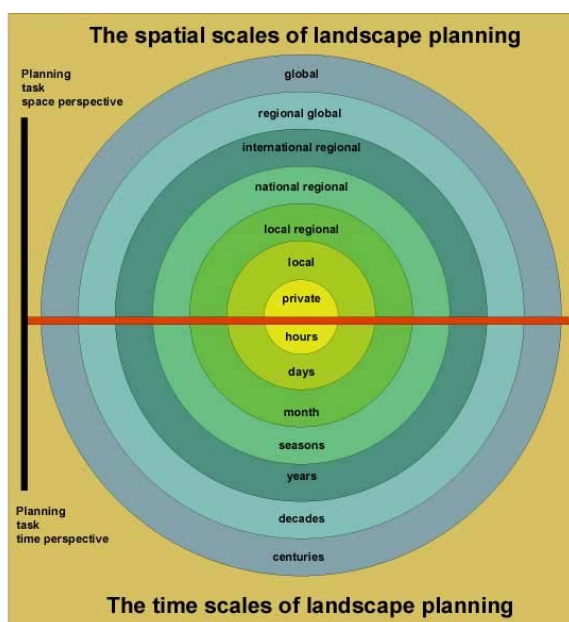 The spatial scales of landscape planning
Planning
task
space perspective
global
regional global
international regional
national regional
local regional
local
private
hours
days
month
seasons
years
decades
centuries
Planning
task
time perspective
The time scales of landscape planning